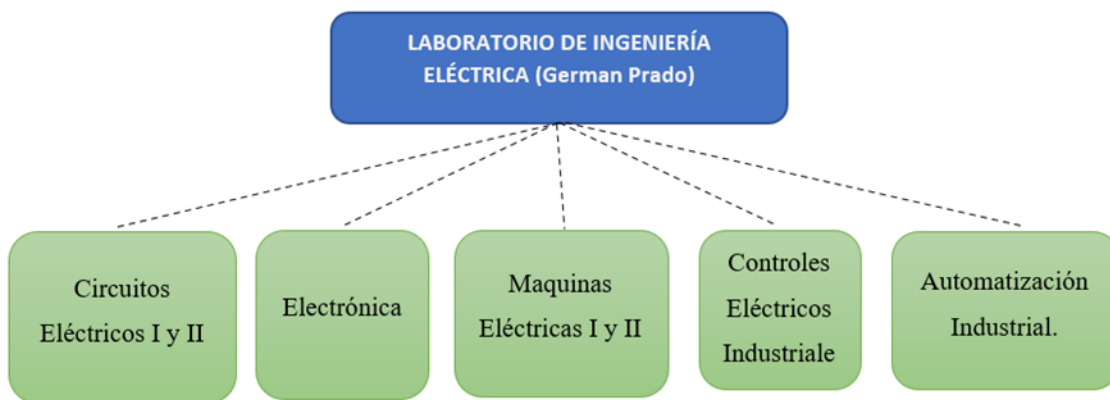 LABORATORIO DE INGENIERÍA
ELÉCTRICA (German Prado)
Circuitos
Eléctricos I y II
Electrónica
Maquinas
Eléctricas I y II
Controles
Eléctricos
Industriale
Automatización
Industrial.